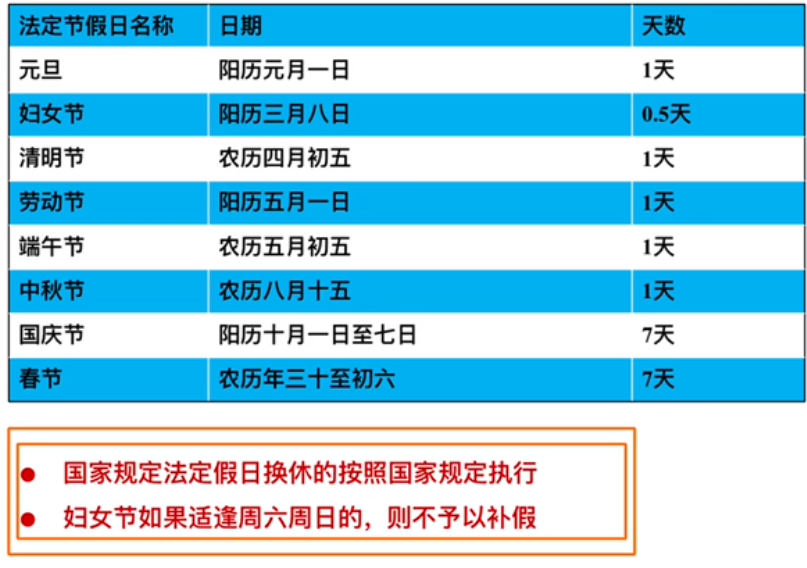 法定节假日名称 日期 天数
元旦 阳历元月一日 1天
妇女节 阳历三月八日 0.5天
清明节 农历四月初五 1天
劳动节 阳历五月一日 1天
端午节 农历五月初五 1天
中秋节 农历八月十五 1天
国庆节 阳历十月一日至七日 7天
春节 农历年三十至初六 7天
● 国家规定法定假日换休的按照国家规定执行
● 妇女节如果适逢周六周日的，则不予以补假